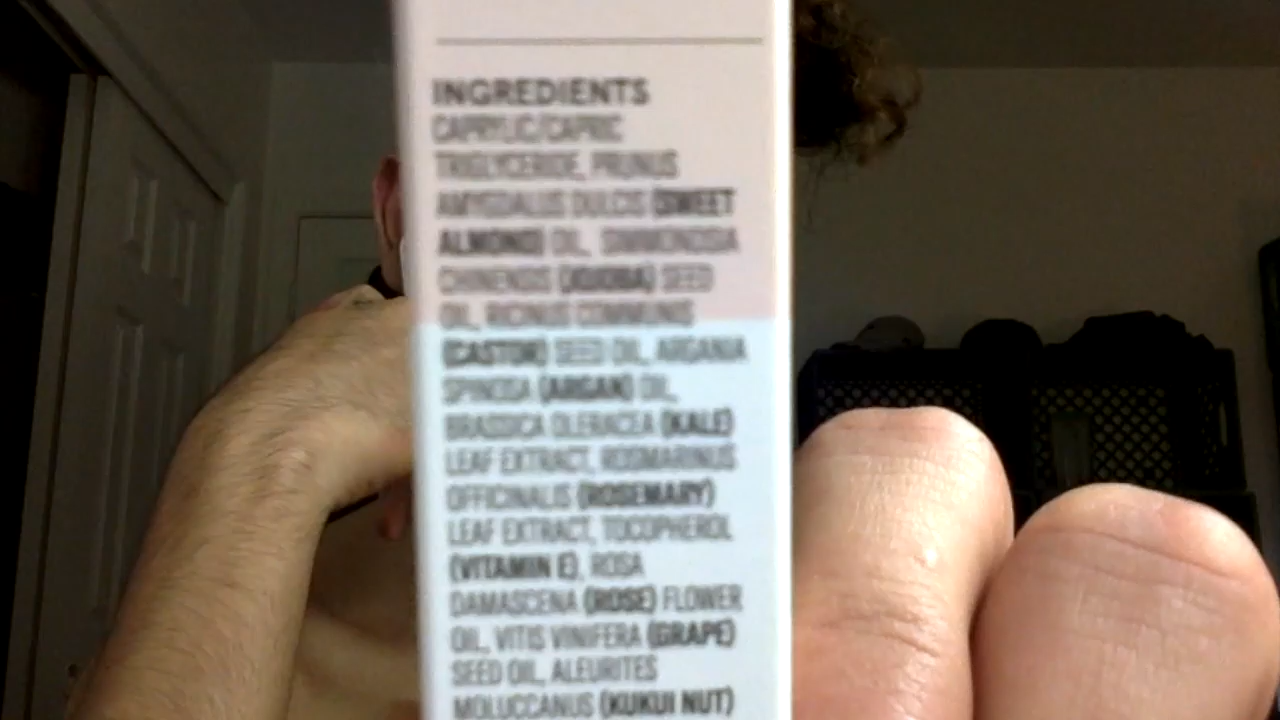 INGREDIENTS
CAPRYLIC/CAPRIC
TRIGLYCERIDE, PRUNUS
AMYGDALUS DULCIS (SWEET
ALMOND) OIL, SIMMONDSIA
CHINENSIS (JOJOBA) SEED
OIL, RICINUS COMMUNIS
(CASTOR) SEED OIL, ARGANIA
SPINOSA (ARGAN) OIL,
BRASSICA OLERACEA (KALE)
LEAF EXTRACT, ROSMARINUS
OFFICINALIS (ROSEMARY)
LEAF EXTRACT, TOCOPHEROL
(VITAMIN E), ROSA
DAMASCENA (ROSE) FLOWER
OIL, VITIS VINIFERA (GRAPE)
SEED OIL, ALEURITES
MOLUCCANUS (KUKUI NUT)